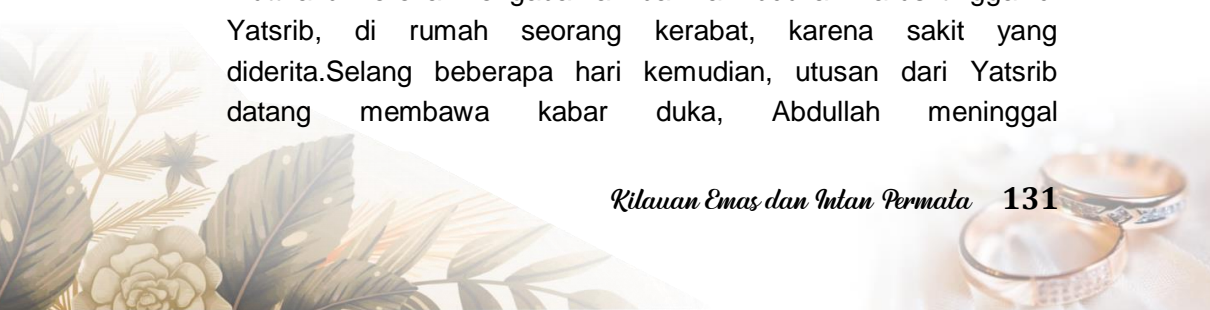 Yatsrib, di rumah seorang kerabat, karena sakit yang
diderita.Selang beberapa hari kemudian, utusan dari Yatsrib
datang membawa kabar duka, Abdullah meninggal
Kilauan Emas dan Intan Permata 131